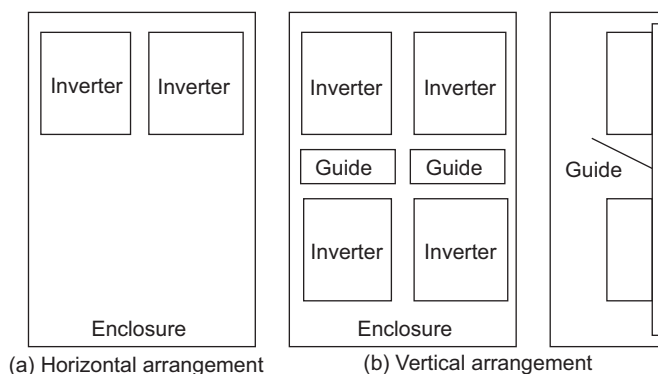 Inverter Inverter
Enclosure
(a) Horizontal arrangement
Inverter Inverter
Guide Guide
Inverter Inverter
Enclosure
Guide
(b) Vertical arrangement